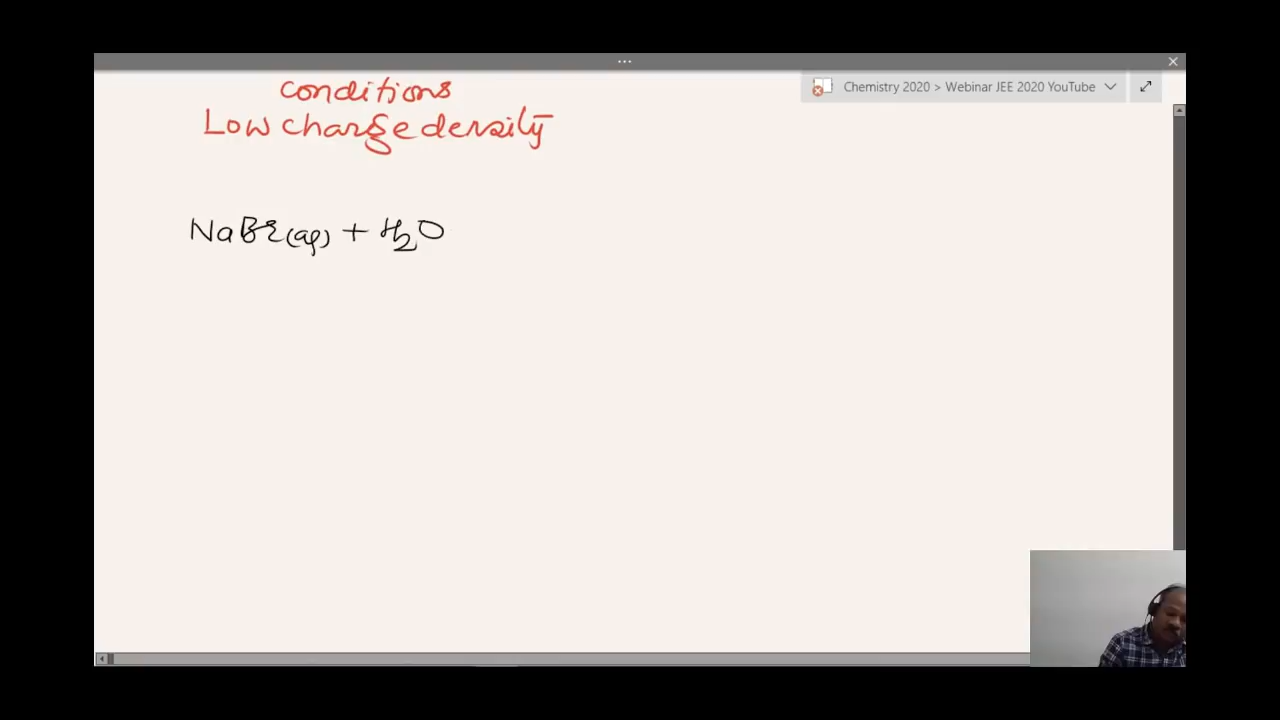 Chemistry 2020 > Webinar JEE 2020 YouTube
conditions
Low charge density
NaBr(aq) + H₂O